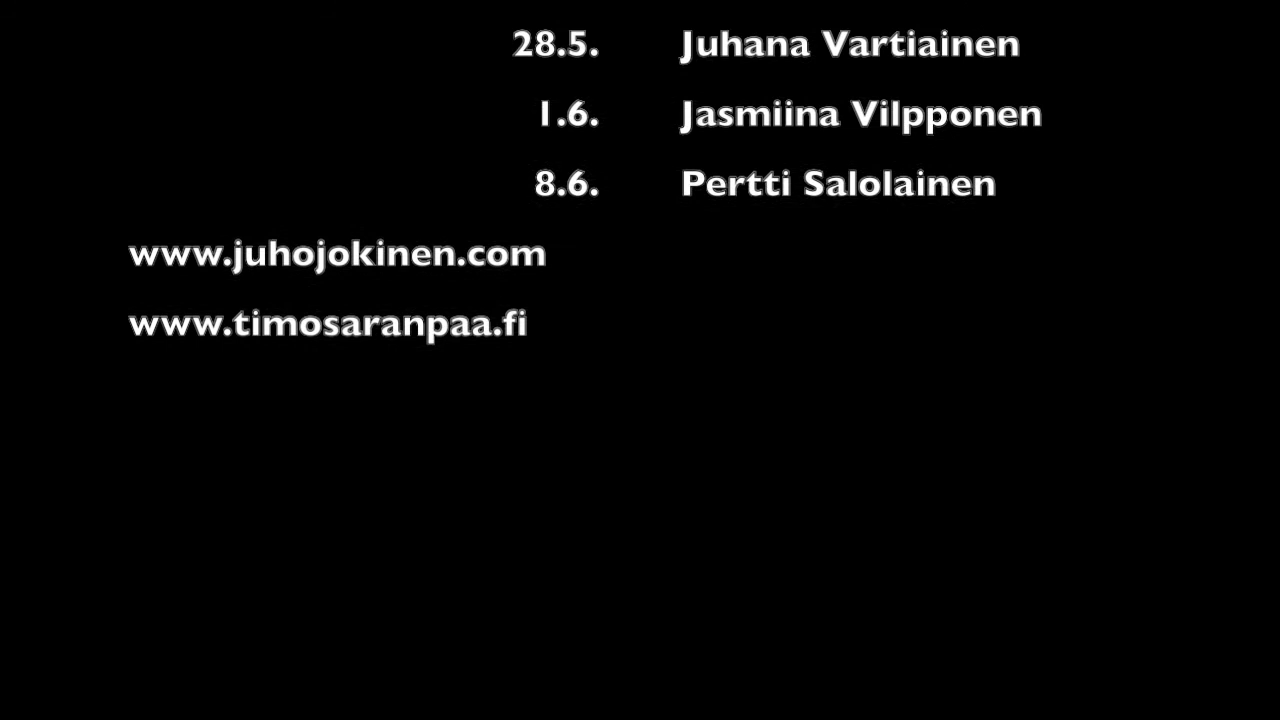 28.5. Juhana Vartiainen
1.6. Jasmiina Vilpponen
8.6. Pertti Salolainen
www.juhojokinen.com
www.timosaranpaa.fi